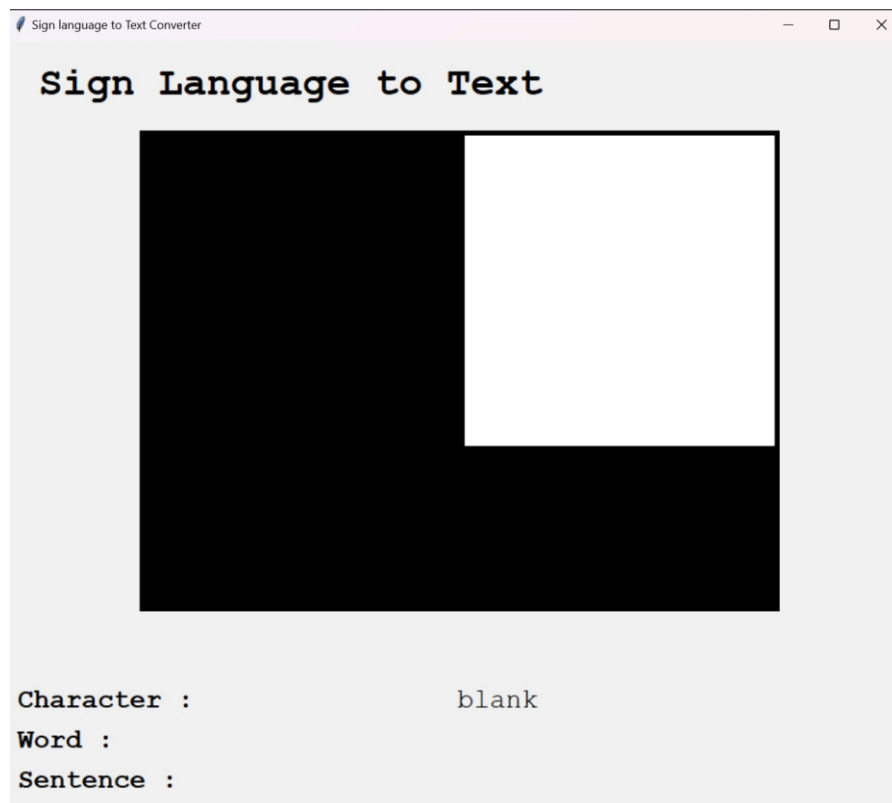 Sign language to Text Converter
Sign Language to Text
Character : blank
Word :
Sentence :